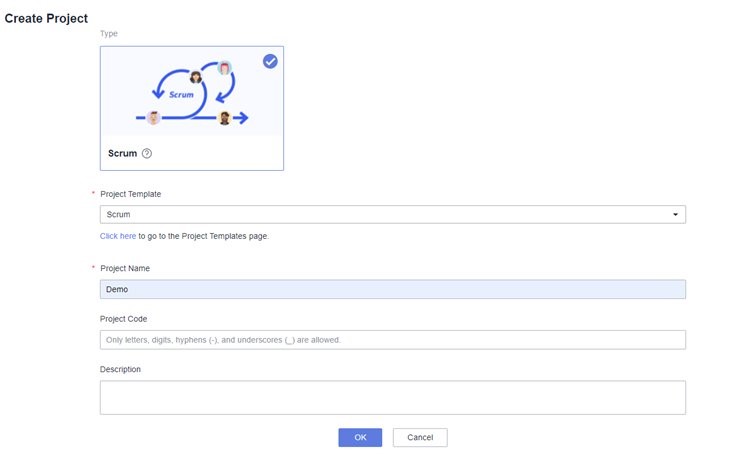 Create Project
Type
Scrum
Scrum ?
* Project Template
Scrum
Click here to go to the Project Templates page.
* Project Name
Demo
Project Code
Only letters, digits, hyphens (-), and underscores (_) are allowed.
Description
OK Cancel